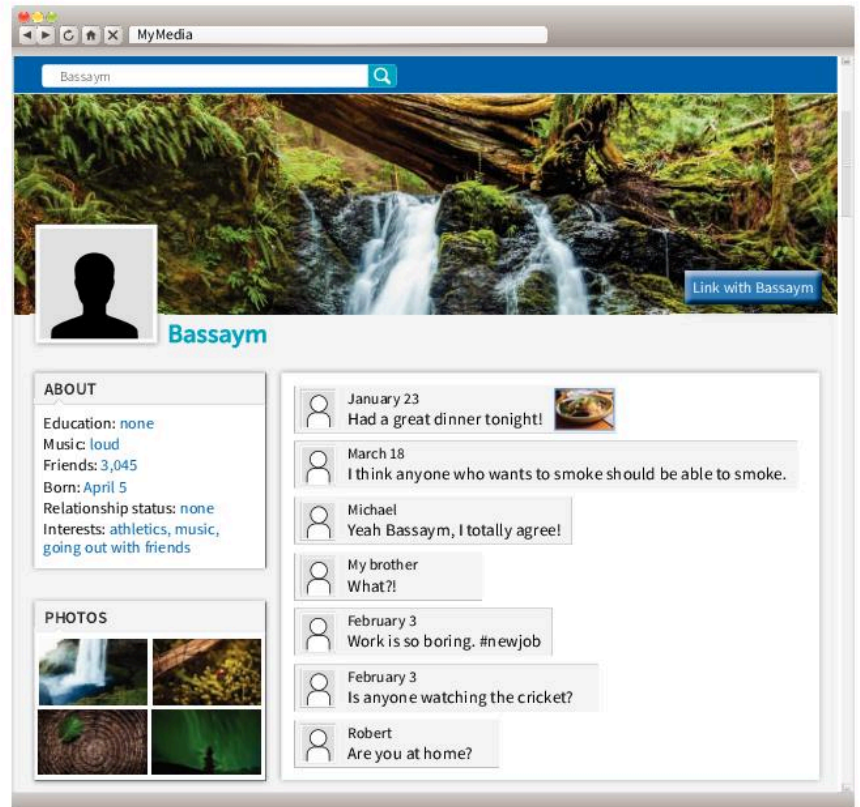 MyMedia
Bassaym
Link with Bassaym
Bassaym
ABOUT
Education: none
Music: loud
Friends: 3,045
Born: April 5
Relationship status: none
Interests: athletics, music,
going out with friends
PHOTOS
January 23
Had a great dinner tonight!
March 18
I think anyone who wants to smoke should be able to smoke.
Michael
Yeah Bassaym, I totally agree!
My brother
What?!
February 3
Work is so boring. #newjob
February 3
Is anyone watching the cricket?
Robert
Are you at home?